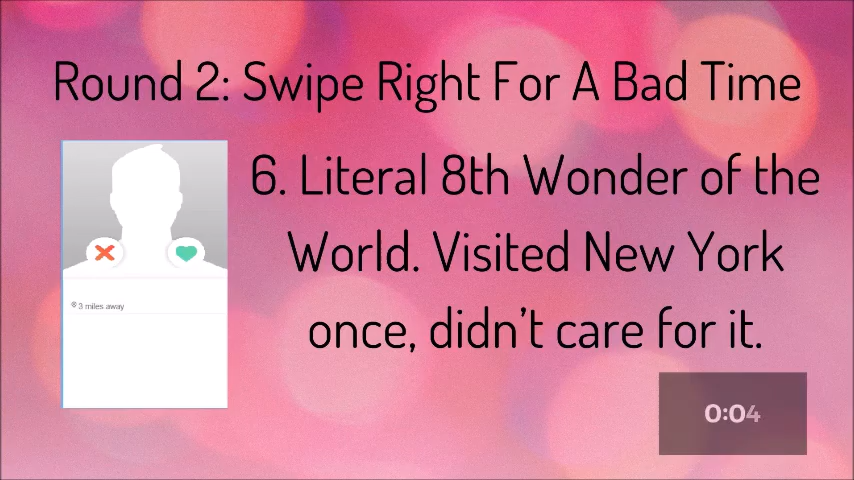 Round 2: Swipe Right For A Bad Time
6. Literal 8th Wonder of the
World. Visited New York
once, didn't care for it.
3 miles away
0:04